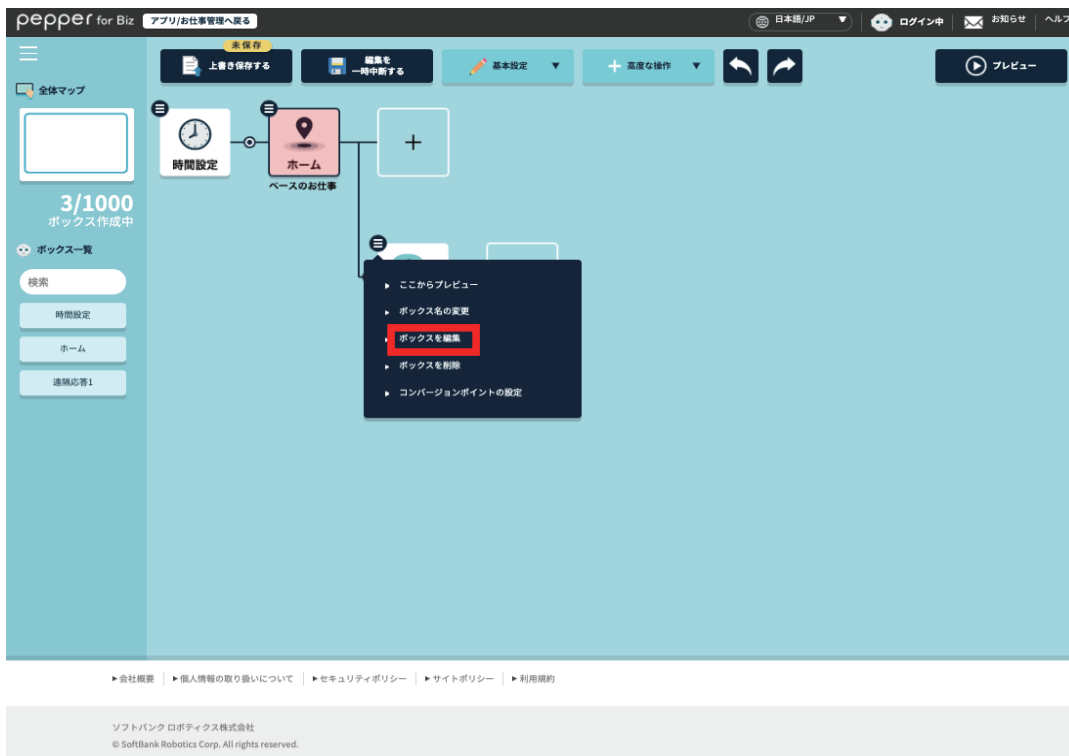 pepper for Biz アプリ/お仕事管理へ戻る 日本語/JP ▼ ログイン中 お知らせ ヘルプ
未保存
上書き保存する
編集を
一時中断する
基本設定 ▼
高度な操作 ▼
プレビュー
全体マップ
3/1000
ボックス作成中
ボックス一覧
検索
時間設定
ホーム
遠隔応答1
時間設定
ホーム
ベースのお仕事
+
ここからプレビュー
ボックス名の変更
ボックスを編集
ボックスを削除
コンバージョンポイントの設定
▶会社概要 ▶個人情報の取り扱いについて ▶セキュリティポリシー ▶サイトポリシー ▶利用規約
ソフトバンク ロボティクス株式会社
© SoftBank Robotics Corp. All rights reserved.